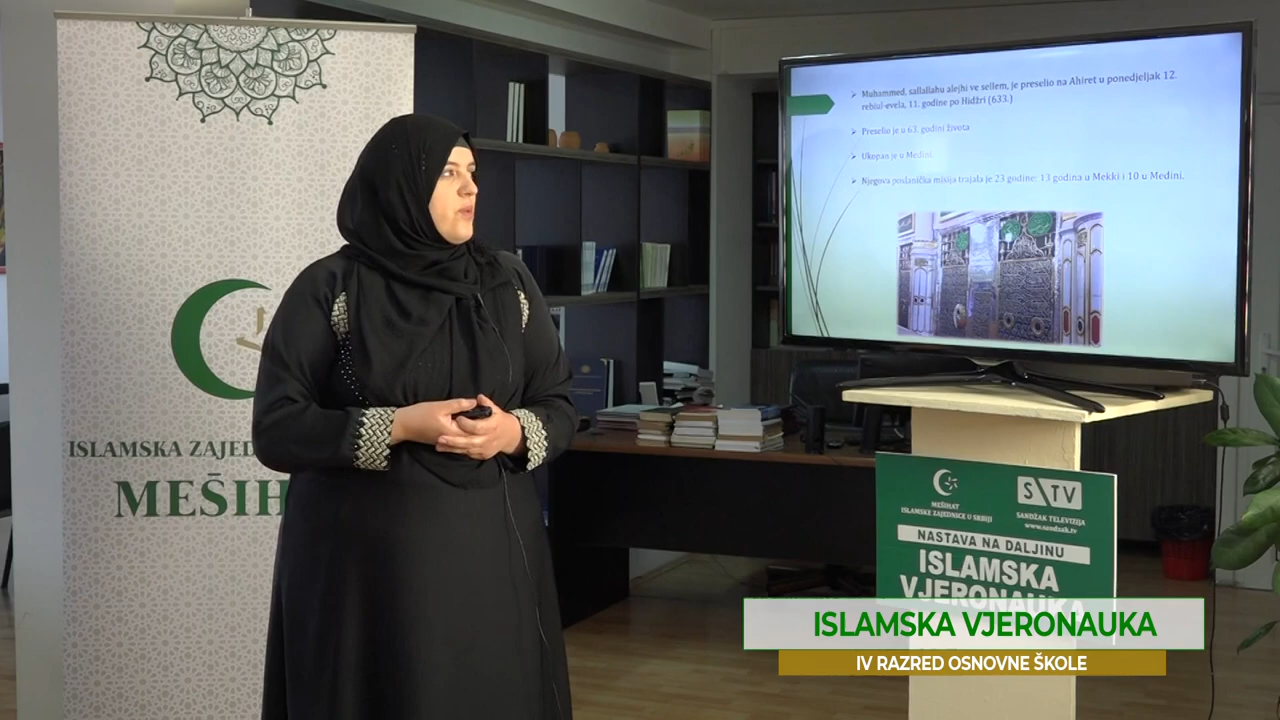 ➢ Muhammed, sallallahu alejhi ve sellem, je preselio na Ahiret u ponedjeljak 12.
rebiul-evela, 11. godine po Hidžri (633.)
➢ Preselio je u 63. godini života
➢ Ukopan je u Medini.
➢ Njegova poslanička misija trajala je 23 godine: 13 godina u Mekki i 10 u Medini.
ISLAMSKA ZAJED
MEŠIH
MEŠIHAT
ISLAMSKE ZAJEDNICE U SRBIJI
S TV
SANDŽAK TELEVIZIJA
www.sandzak.tv
NASTAVA NA DALJINU
ISLAMSKA
VJERONAUKA
ISLAMSKA VJERONAUKA
IV RAZRED OSNOVNE ŠKOLE